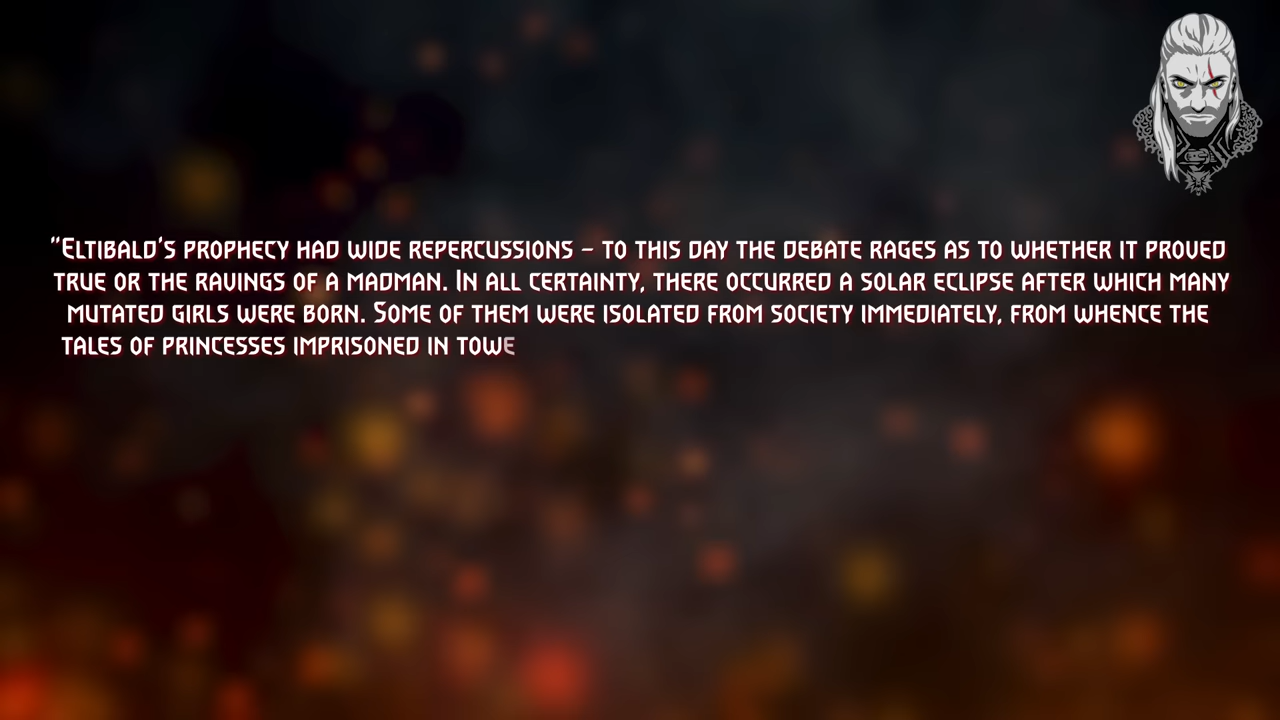 "Eltibald's prophecy had wide repercussions – to this day the debate rages as to whether it proved
true or the ravings of a madman. In all certainty, there occurred a solar eclipse after which many
mutated girls were born. Some of them were isolated from society immediately, from whence the
tales of princesses imprisoned in towe